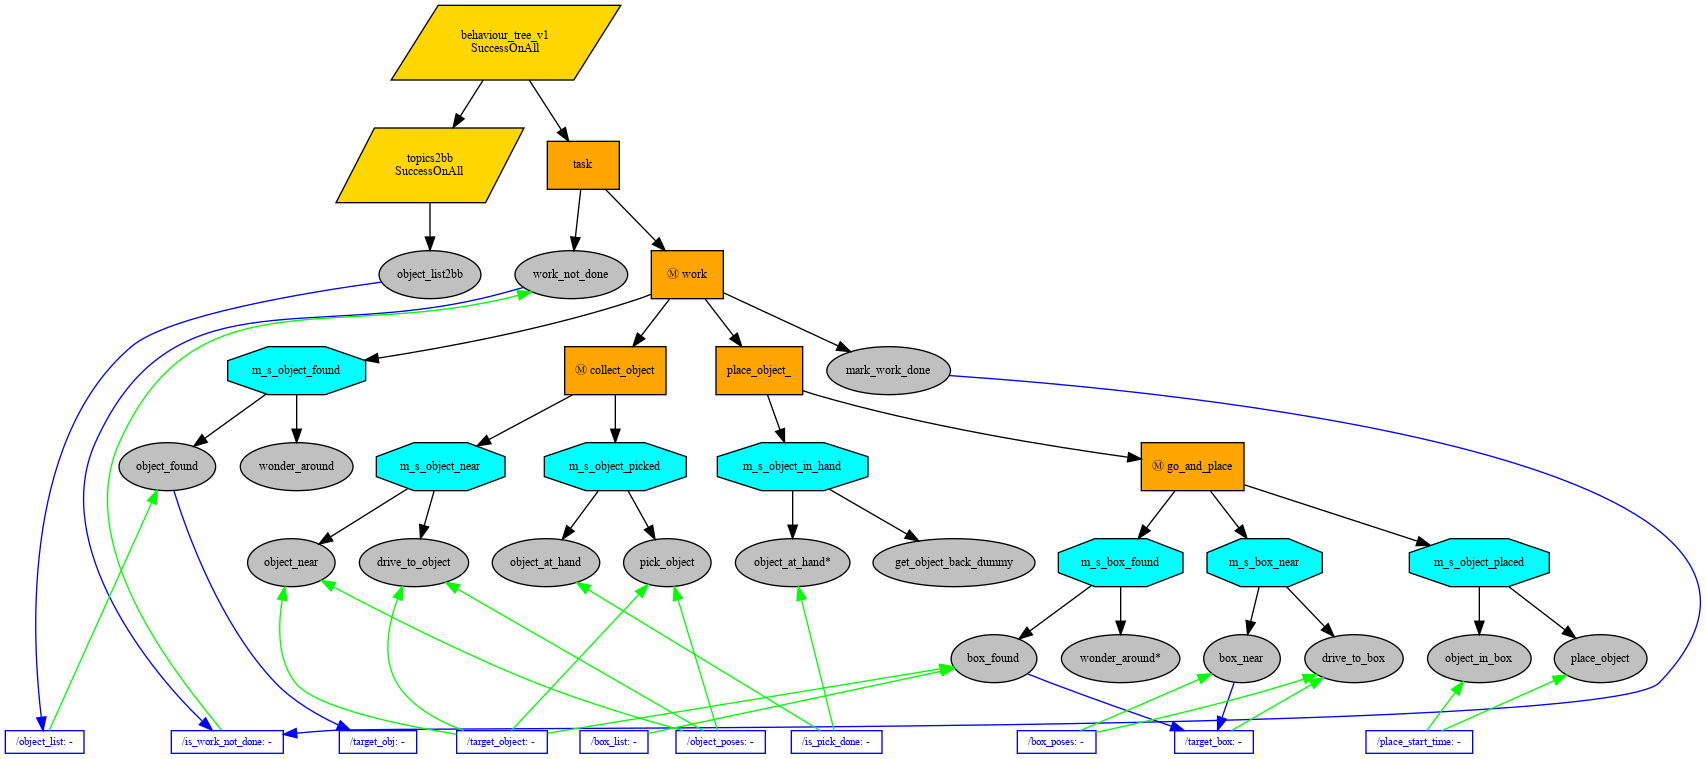 behaviour_tree_v1
SuccessOnAll
topics2bb
SuccessOnAll
task
object_list2bb
work_not_done
Ⓜ work
m_s_object_found
Ⓜ collect_object
place_object_
mark_work_done
object_found
wonder_around
m_s_object_near
m_s_object_picked
m_s_object_in_hand
Ⓜ go_and_place
object_near
drive_to_object
object_at_hand
pick_object
object_at_hand*
get_object_back_dummy
m_s_box_found
m_s_box_near
m_s_object_placed
box_found
wonder_around*
box_near
drive_to_box
object_in_box
place_object
/object_list: -
/is_work_not_done: -
/target_obj: -
/target_object: -
/box_list: -
/object_poses: -
/is_pick_done: -
/box_poses: -
/target_box: -
/place_start_time: -